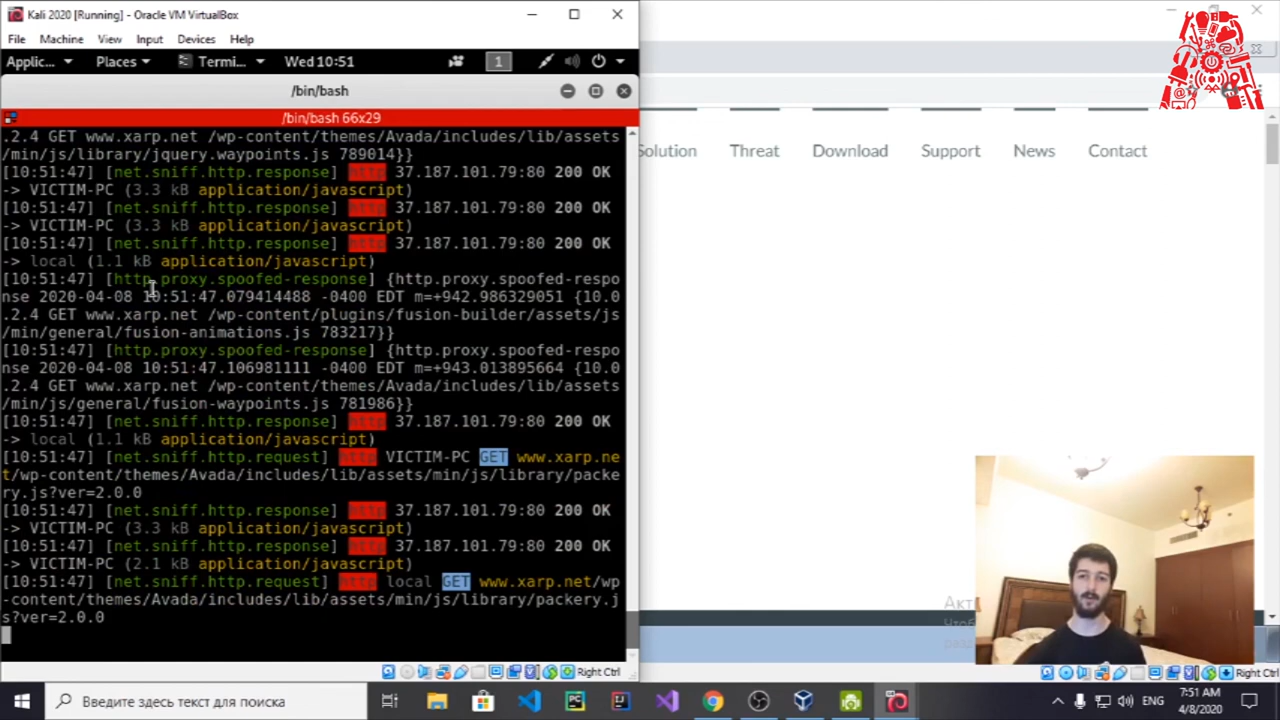 Kali 2020 [Running] - Oracle VM VirtualBox
File Machine View Input Devices Help
Applic... Places Termi... Wed 10:51 1
/bin/bash
/bin/bash 66x29
.2.4 GET www.xarp.net /wp-content/themes/Avada/includes/lib/assets
/min/js/library/jquery.waypoints.js 789014}}
[10:51:47] [net.sniff.http.response] http 37.187.101.79:80 200 OK
-> VICTIM-PC (3.3 kB application/javascript)
[10:51:47] [net.sniff.http.response] http 37.187.101.79:80 200 OK
-> VICTIM-PC (3.3 kB application/javascript)
[10:51:47] [net.sniff.http.response] http 37.187.101.79:80 200 OK
-> local (1.1 kB application/javascript)
[10:51:47] [http.proxy.spoofed-response] {http.proxy.spoofed-respo
nse 2020-04-08 10:51:47.079414488 -0400 EDT m=+942.986329051 {10.0
.2.4 GET www.xarp.net /wp-content/plugins/fusion-builder/assets/js
/min/general/fusion-animations.js 783217}}
[10:51:47] [http.proxy.spoofed-response] {http.proxy.spoofed-respo
nse 2020-04-08 10:51:47.106981111 -0400 EDT m=+943.013895664 {10.0
.2.4 GET www.xarp.net /wp-content/themes/Avada/includes/lib/assets
/min/js/general/fusion-waypoints.js 781986}}
[10:51:47] [net.sniff.http.response] http 37.187.101.79:80 200 OK
-> local (1.1 kB application/javascript)
[10:51:47] [net.sniff.http.request] http VICTIM-PC GET www.xarp.ne
t/wp-content/themes/Avada/includes/lib/assets/min/js/library/packe
ry.js?ver=2.0.0
[10:51:47] [net.sniff.http.response] http 37.187.101.79:80 200 OK
-> VICTIM-PC (3.3 kB application/javascript)
[10:51:47] [net.sniff.http.response] http 37.187.101.79:80 200 OK
-> VICTIM-PC (2.1 kB application/javascript)
[10:51:47] [net.sniff.http.request] http local GET www.xarp.net/wp
-content/themes/Avada/includes/lib/assets/min/js/library/packery.j
s?ver=2.0.0
Right Ctrl
Solution Threat Download Support News Contact
Акти
Чтоб
разд
Right Ctrl
Введите здесь текст для поиска
ENG
7:51 AM
4/8/2020